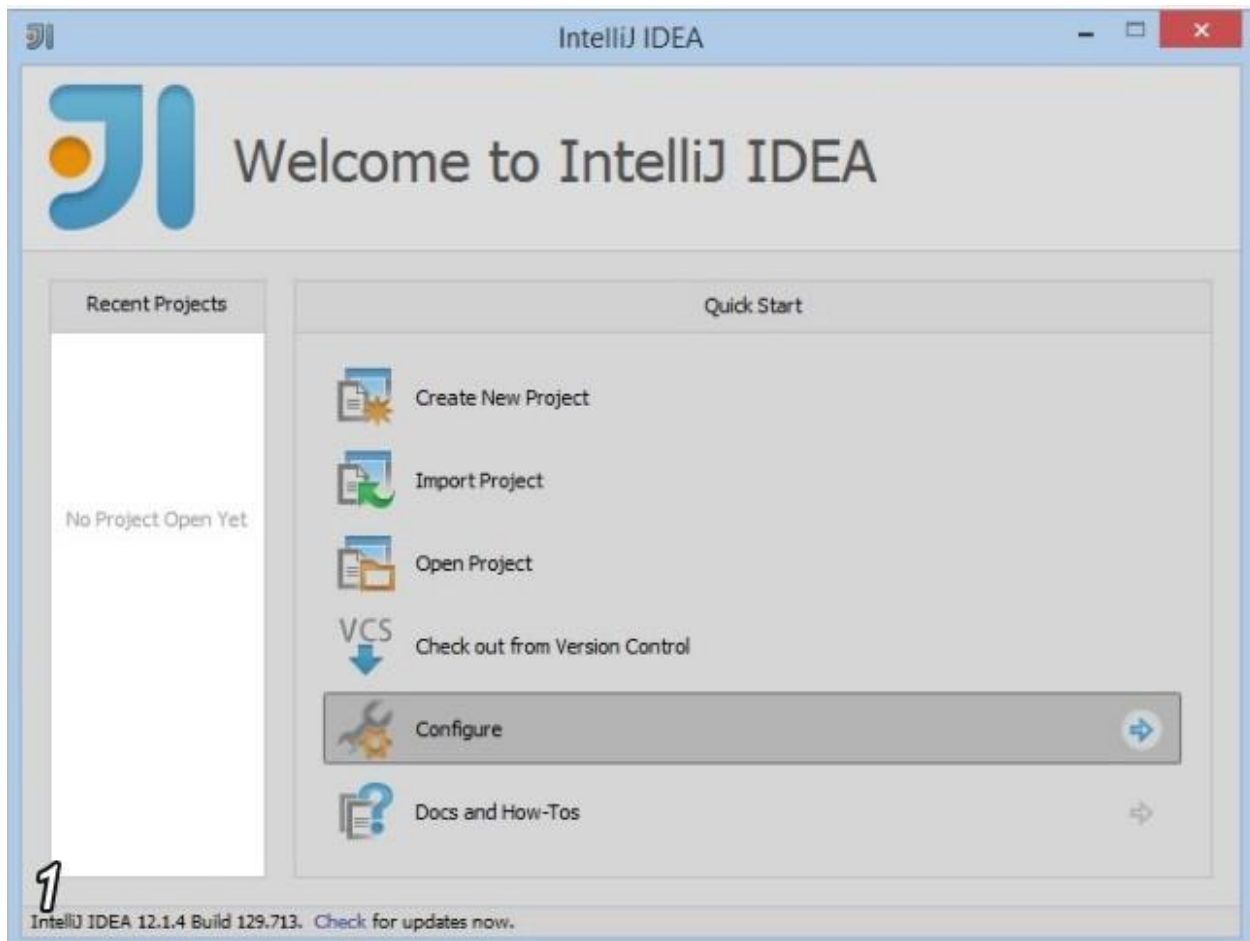 IntelliJ IDEA
Welcome to IntelliJ IDEA
Recent Projects
No Project Open Yet
Quick Start
Create New Project
Import Project
Open Project
VCS
Check out from Version Control
Configure
Docs and How-Tos
1
IntelliJ IDEA 12.1.4 Build 129.713. Check for updates now.